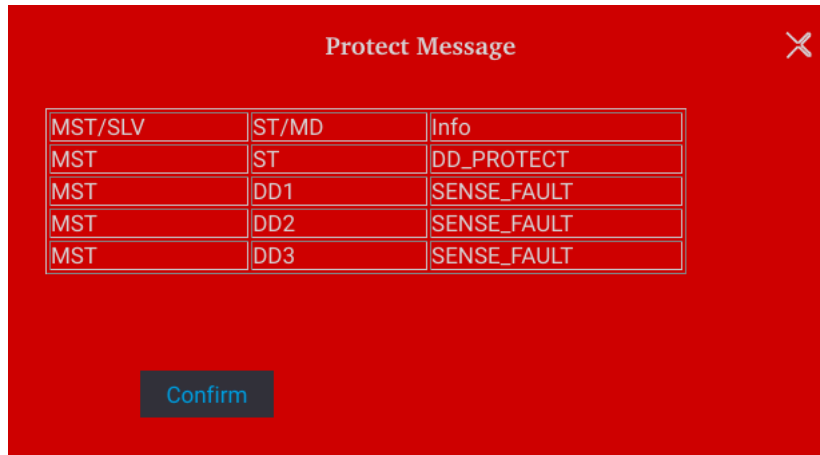 Protect Message
MST/SLV ST/MD Info
MST ST DD_PROTECT
MST DD1 SENSE_FAULT
MST DD2 SENSE_FAULT
MST DD3 SENSE_FAULT
Confirm